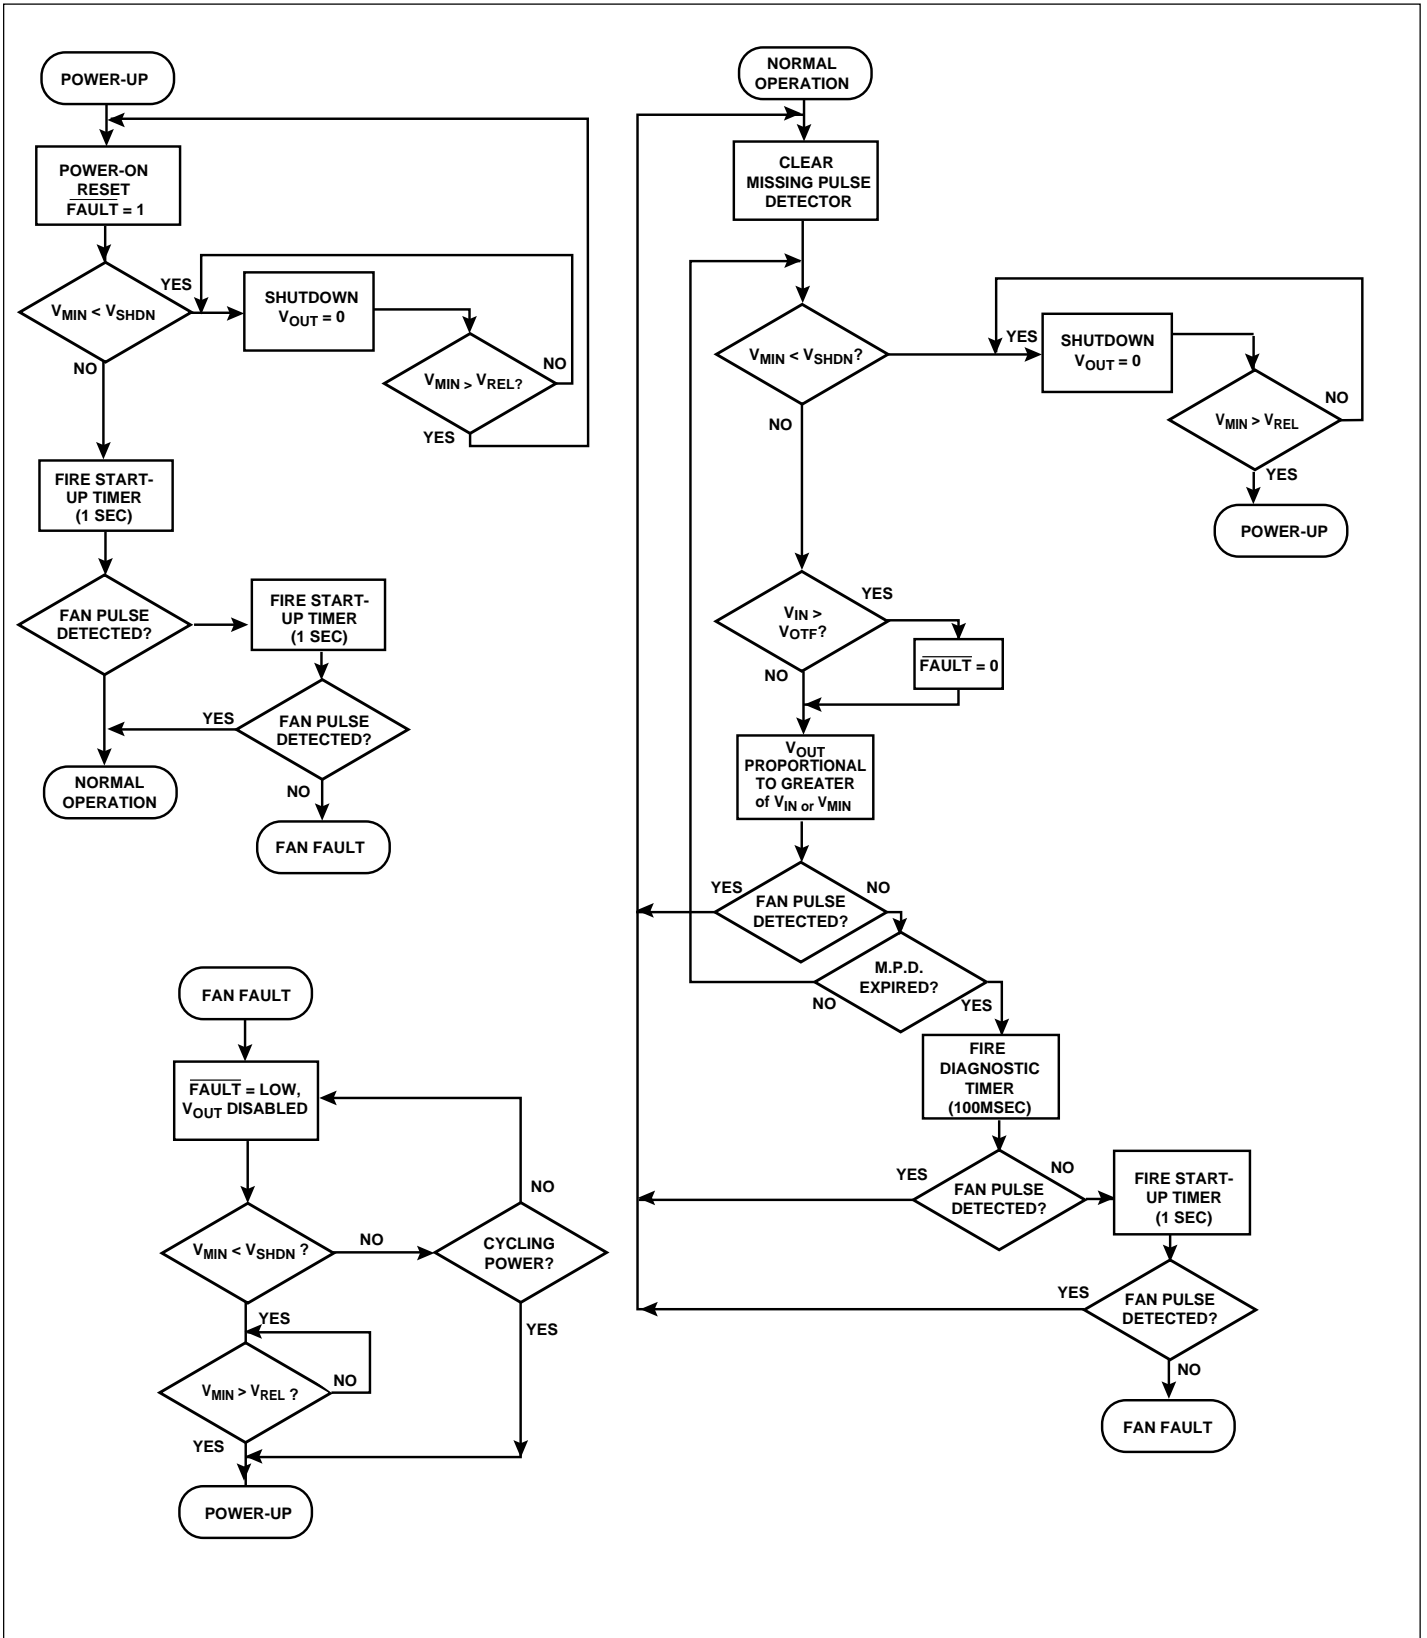 POWER-UP
POWER-ON
RESET
FAULT = 1
VMIN < VSHDN
YES
NO
SHUTDOWN
VOUT = 0
VMIN > VREL?
NO
YES
FIRE START-
UP TIMER
(1 SEC)
FAN PULSE
DETECTED?
FIRE START-
UP TIMER
(1 SEC)
FAN PULSE
DETECTED?
YES
NO
NORMAL
OPERATION
FAN FAULT
FAN FAULT
FAULT = LOW,
VOUT DISABLED
VMIN < VSHDN ?
NO
YES
CYCLING
POWER?
NO
YES
VMIN > VREL ?
NO
YES
POWER-UP
NORMAL
OPERATION
CLEAR
MISSING PULSE
DETECTOR
VMIN < VSHDN?
YES
NO
SHUTDOWN
VOUT = 0
VMIN > VREL
NO
YES
POWER-UP
VIN >
VOTF?
YES
NO
FAULT = 0
VOUT
PROPORTIONAL
TO GREATER
of VIN or VMIN
FAN PULSE
DETECTED?
YES
NO
M.P.D.
EXPIRED?
NO
YES
FIRE
DIAGNOSTIC
TIMER
(100MSEC)
FAN PULSE
DETECTED?
YES
NO
FIRE START-
UP TIMER
(1 SEC)
FAN PULSE
DETECTED?
YES
NO
FAN FAULT